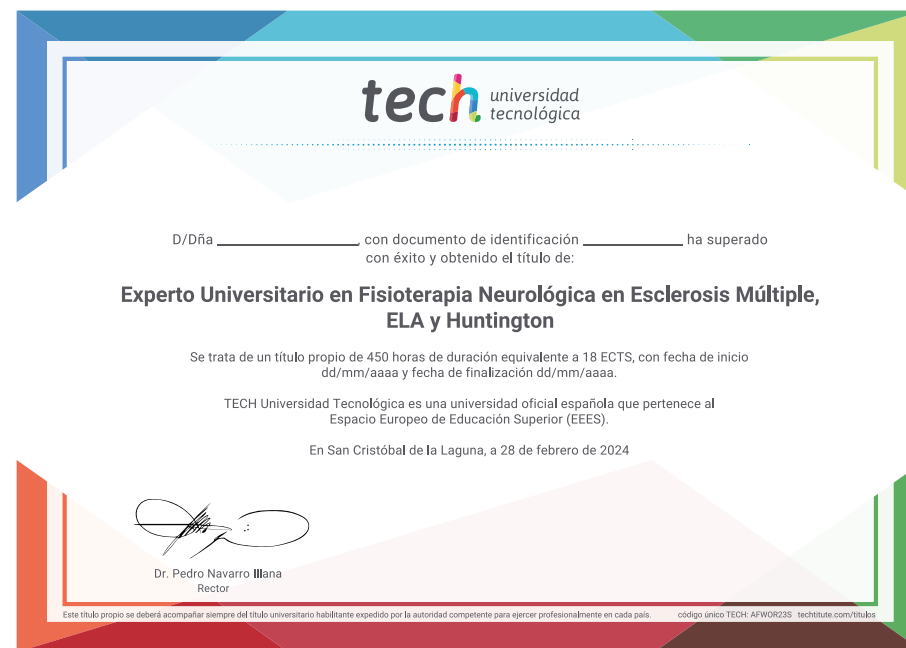 tech universidad
tecnológica
D/Dña ____________________, con documento de identificación ______________ ha superado
con éxito y obtenido el título de:
Experto Universitario en Fisioterapia Neurológica en Esclerosis Múltiple,
ELA y Huntington
Se trata de un título propio de 450 horas de duración equivalente a 18 ECTS, con fecha de inicio
dd/mm/aaaa y fecha de finalización dd/mm/aaaa.
TECH Universidad Tecnológica es una universidad oficial española que pertenece al
Espacio Europeo de Educación Superior (EEES).
En San Cristóbal de la Laguna, a 28 de febrero de 2024
Dr. Pedro Navarro Illana
Rector
Este título propio se deberá acompañar siempre del título universitario habilitante expedido por la autoridad competente para ejercer profesionalmente en cada país. código único TECH: AFWOR23S techtitute.com/titulos